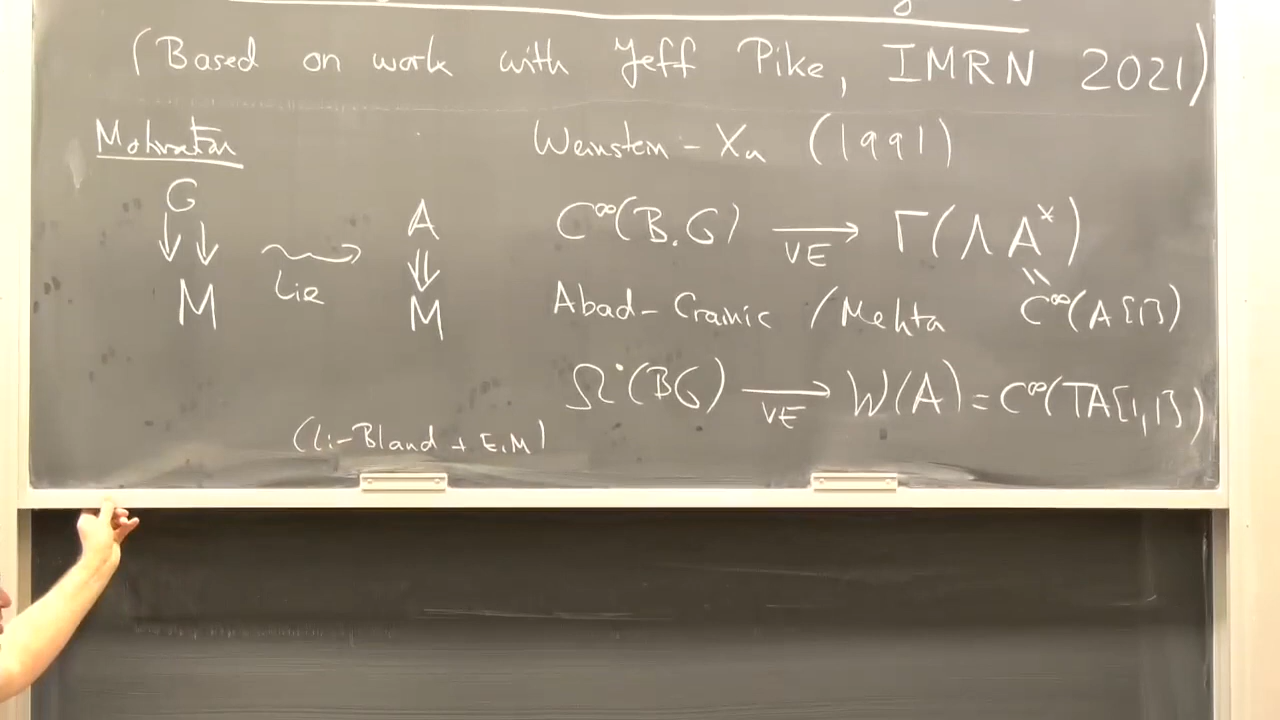 (Based on work with Jeff Pike, IMRN 2021)
Motivation
G ⇊ M
⇝ Lie
A ⇓ M
Weinstein - Xu (1991)
C^∞(B.G) →_{VE} Γ(ΛA*)
Abad-Crainic / Mehta
= C^∞(A[1])
Ω^•(BG) →_{VE} W(A) = C^∞(TA[1,1])
(Li-Bland + E.M)